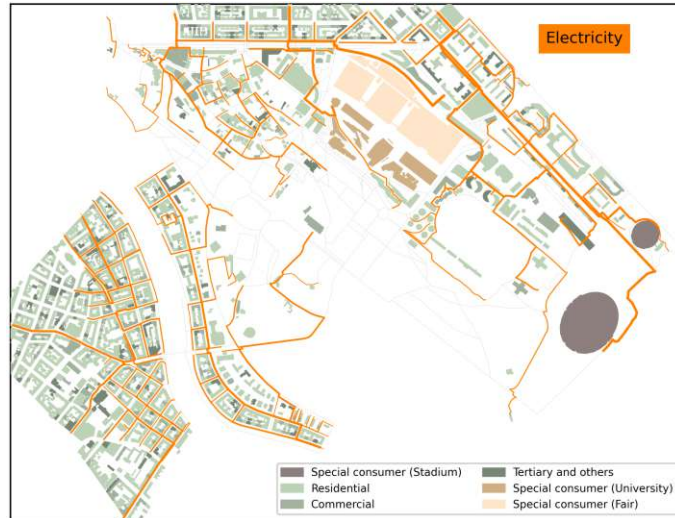 Electricity
Special consumer (Stadium)
Residential
Commercial
Tertiary and others
Special consumer (University)
Special consumer (Fair)